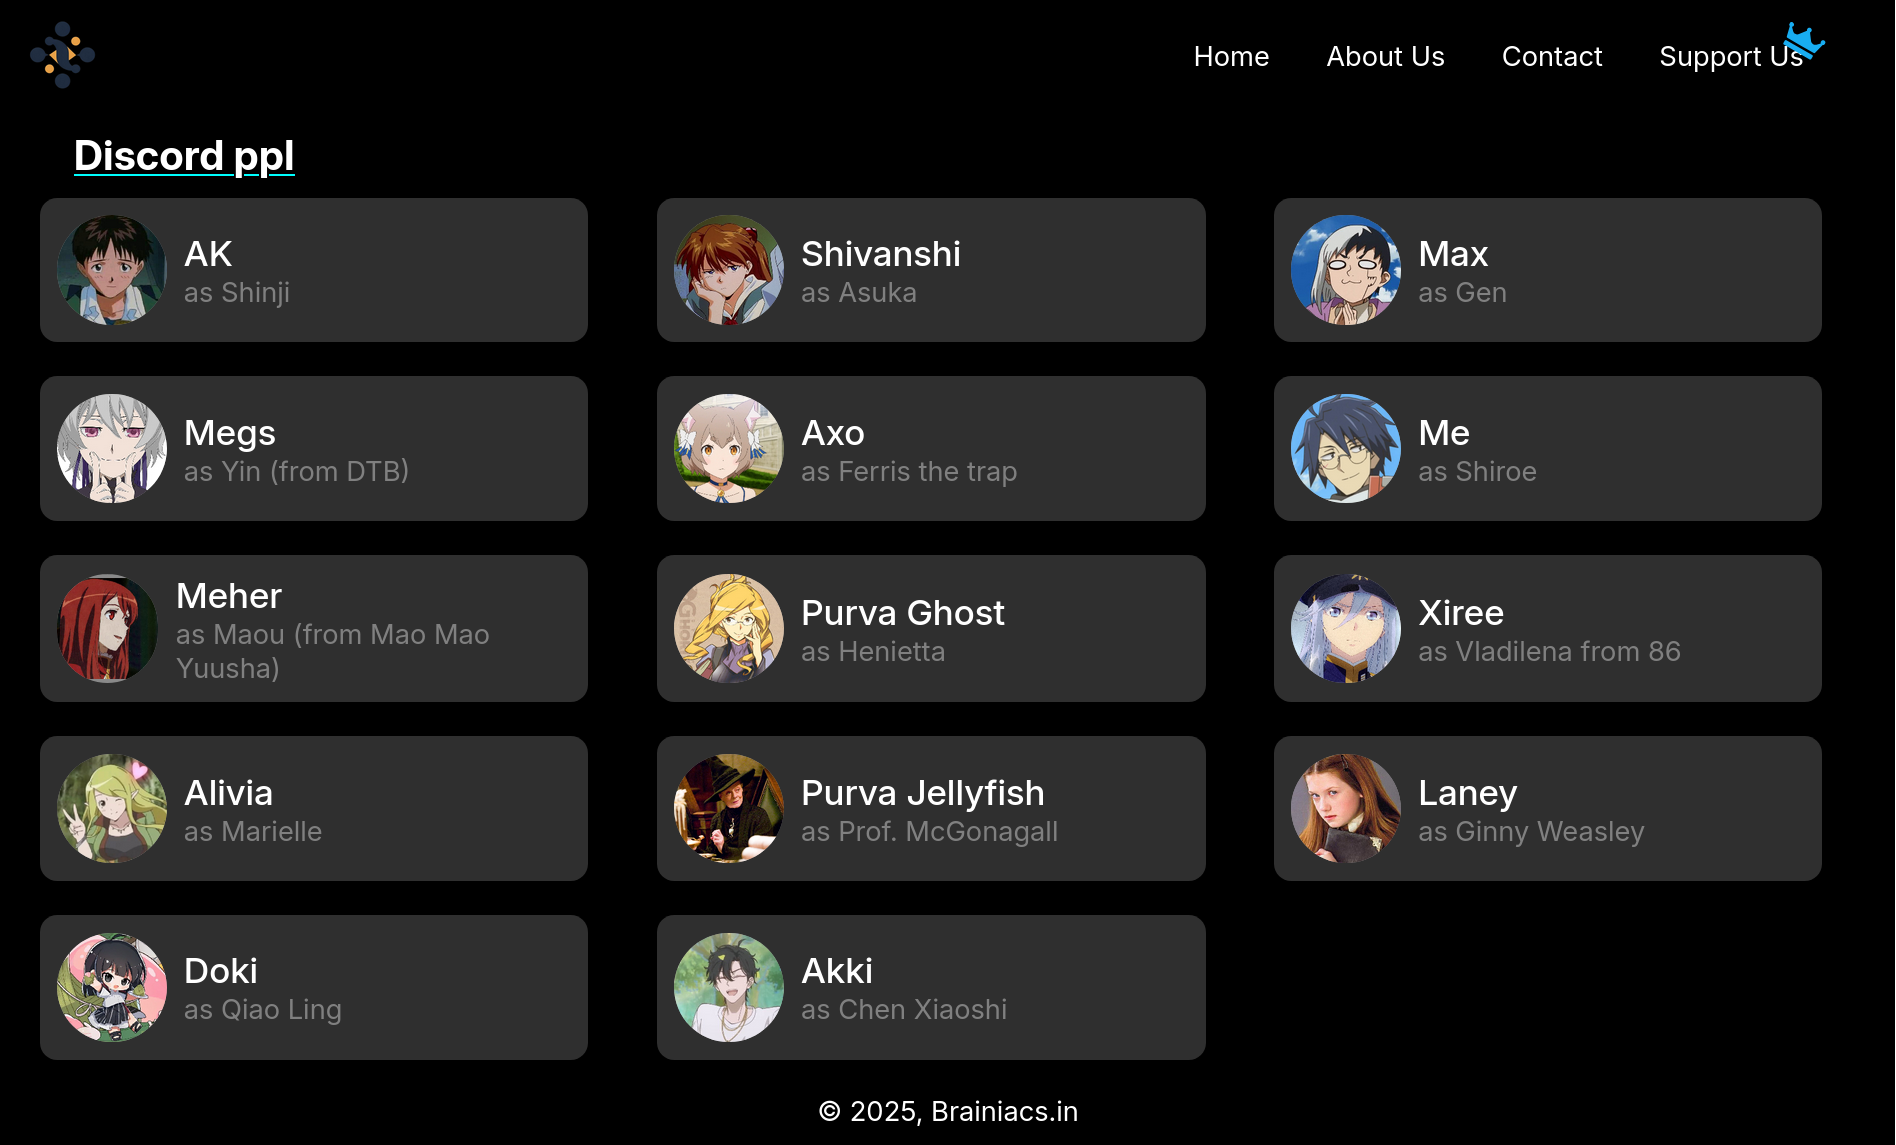 Home
About Us
Contact
Support Us
Discord ppl
AK
as Shinji
Shivanshi
as Asuka
Max
as Gen
Megs
as Yin (from DTB)
Axo
as Ferris the trap
Me
as Shiroe
Meher
as Maou (from Mao Mao
Yuusha)
Purva Ghost
as Henietta
Xiree
as Vladilena from 86
Alivia
as Marielle
Purva Jellyfish
as Prof. McGonagall
Laney
as Ginny Weasley
Doki
as Qiao Ling
Akki
as Chen Xiaoshi
© 2025, Brainiacs.in